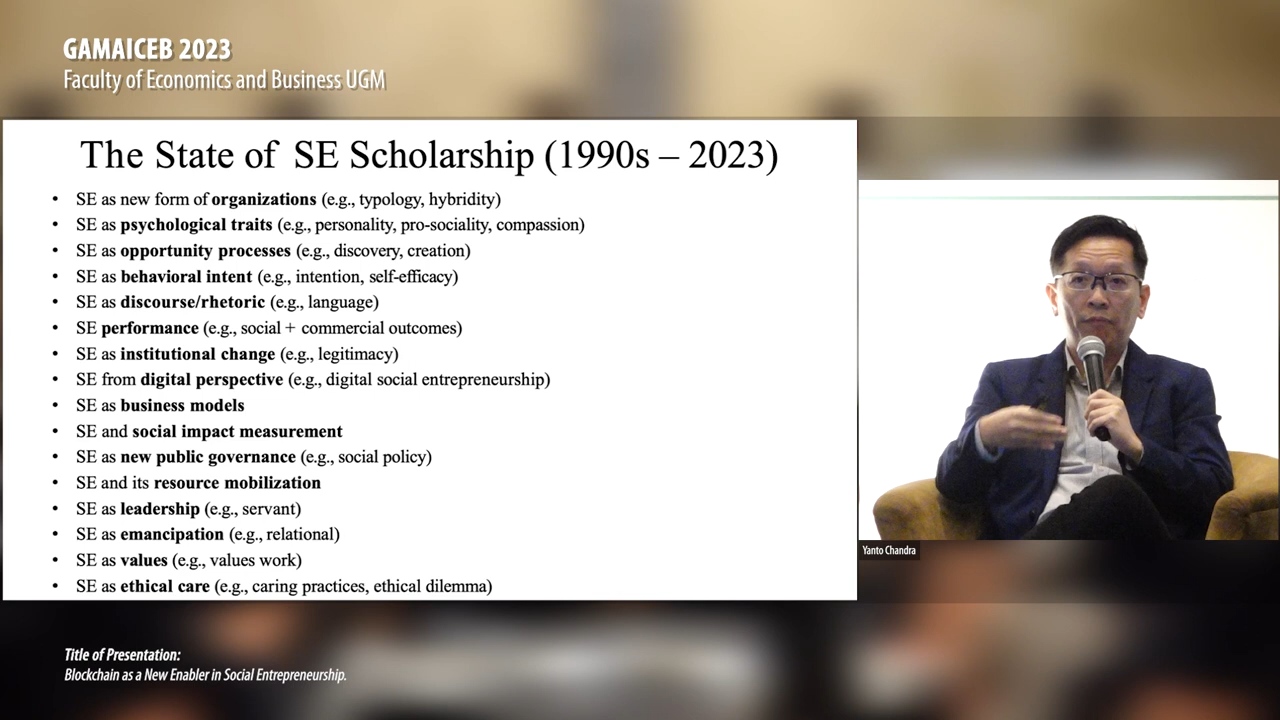 GAMAICEB 2023
Faculty of Economics and Business UGM
The State of SE Scholarship (1990s – 2023)
• SE as new form of organizations (e.g., typology, hybridity)
• SE as psychological traits (e.g., personality, pro-sociality, compassion)
• SE as opportunity processes (e.g., discovery, creation)
• SE as behavioral intent (e.g., intention, self-efficacy)
• SE as discourse/rhetoric (e.g., language)
• SE performance (e.g., social + commercial outcomes)
• SE as institutional change (e.g., legitimacy)
• SE from digital perspective (e.g., digital social entrepreneurship)
• SE as business models
• SE and social impact measurement
• SE as new public governance (e.g., social policy)
• SE and its resource mobilization
• SE as leadership (e.g., servant)
• SE as emancipation (e.g., relational)
• SE as values (e.g., values work)
• SE as ethical care (e.g., caring practices, ethical dilemma)
Yanto Chandra
Title of Presentation:
Blockchain as a New Enabler in Social Entrepreneurship.